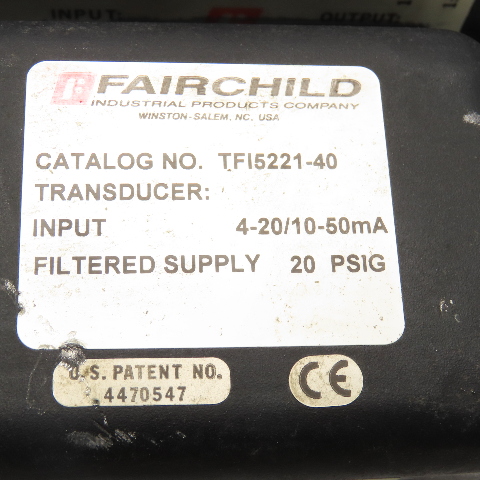 INPUT: OUTPUT:
FAIRCHILD
INDUSTRIAL PRODUCTS COMPANY
WINSTON-SALEM, NC, USA
CATALOG NO. TFI5221-40
TRANSDUCER:
INPUT 4-20/10-50mA
FILTERED SUPPLY 20 PSIG
U.S. PATENT NO.
4470547
CE